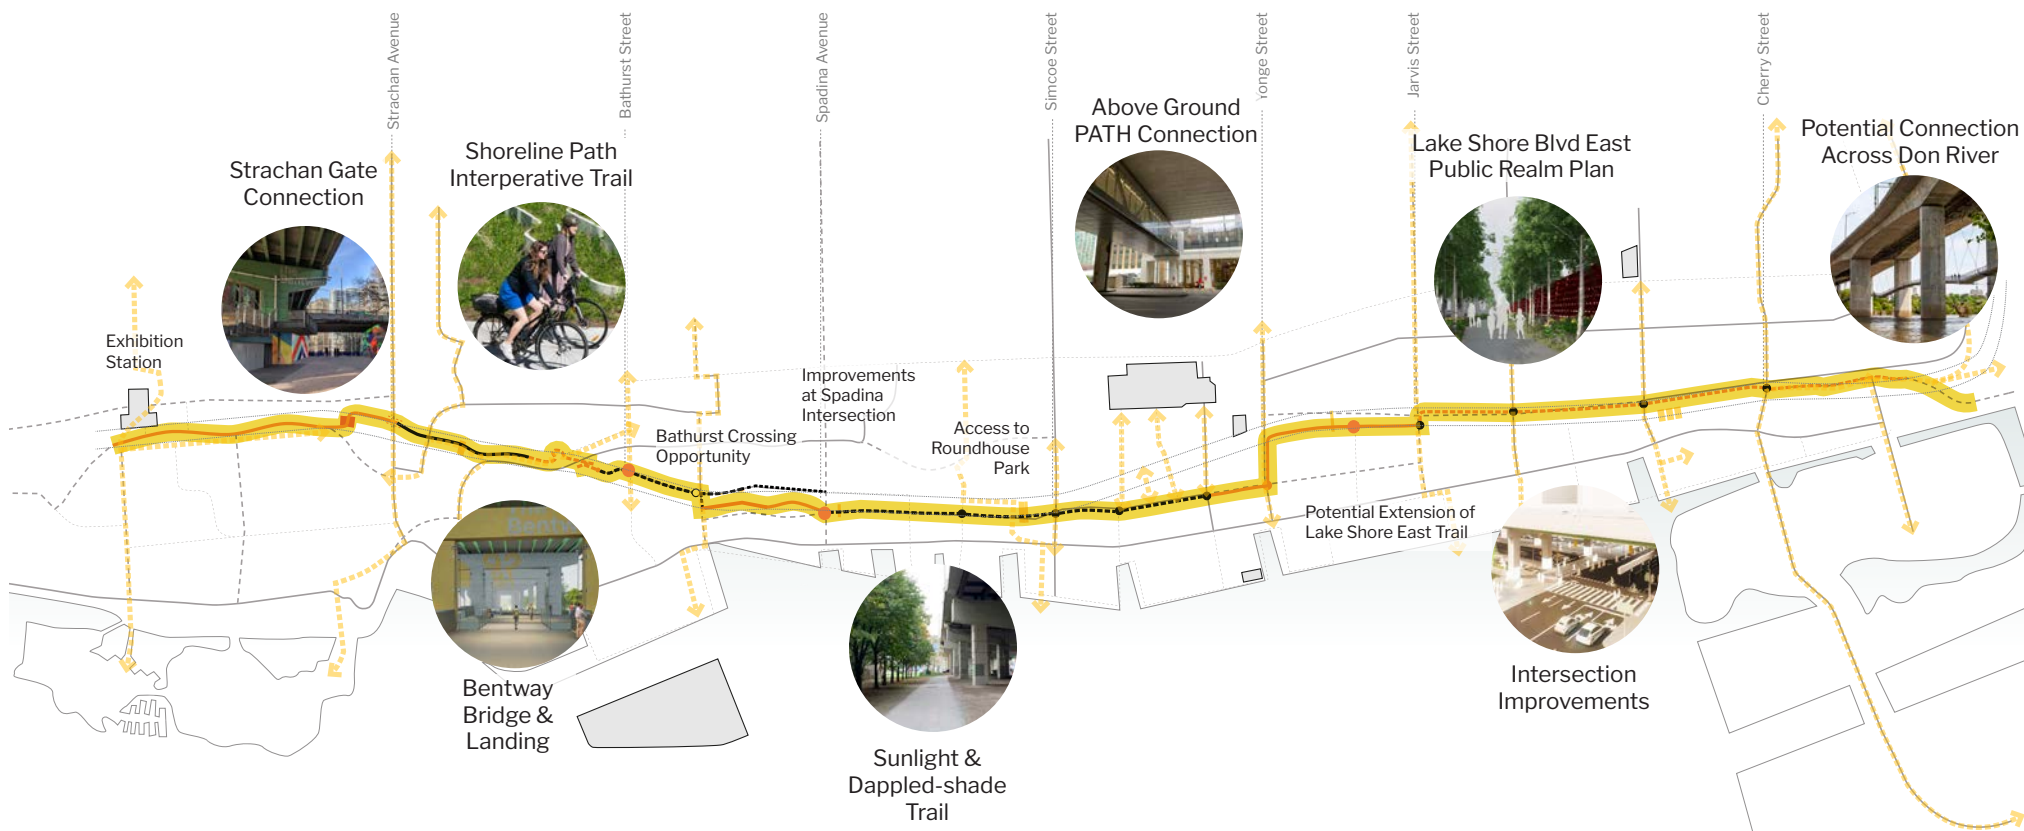 Strachan Avenue
Bathurst Street
Spadina Avenue
Simcoe Street
Yonge Street
Jarvis Street
Cherry Street
Strachan Gate
Connection
Shoreline Path
Interperative Trail
Above Ground
PATH Connection
Lake Shore Blvd East
Public Realm Plan
Potential Connection
Across Don River
Exhibition
Station
Improvements
at Spadina
Intersection
Bathurst Crossing
Opportunity
Access to
Roundhouse
Park
Potential Extension of
Lake Shore East Trail
The
Bentw
Bentway
Bridge &
Landing
Sunlight &
Dappled-shade
Trail
Intersection
Improvements